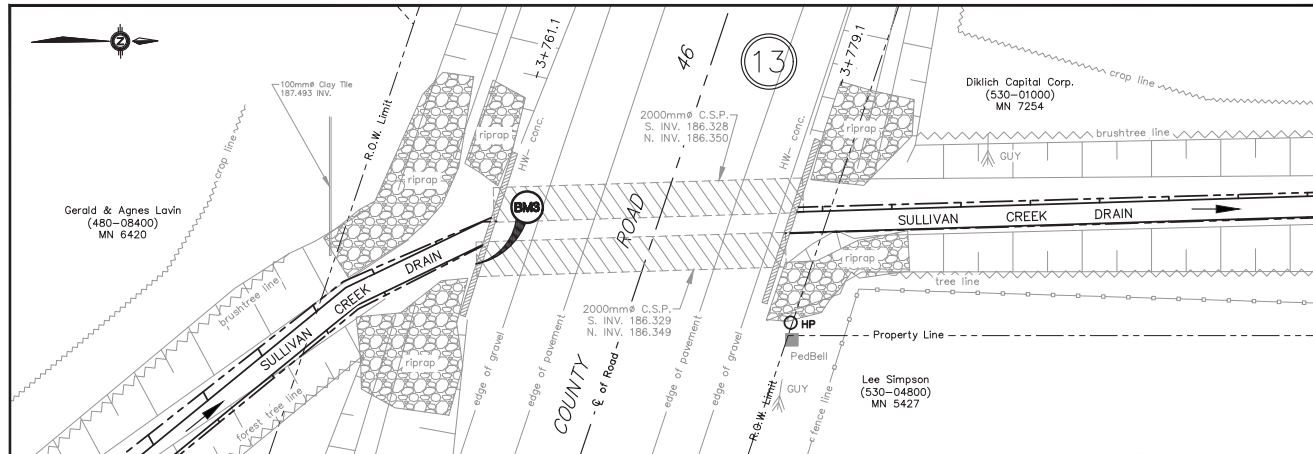 Z
100mmø Clay Tile
187.493 INV.
crop line
R.O.W. Limit
riprap
riprap
HW- conc.
3+761.1
46
13
2000mmø C.S.P.
S. INV. 186.328
N. INV. 186.350
HW- conc.
3+779.1
riprap
Diklich Capital Corp.
(530-01000)
MN 7254
crop line
brushtree line
GUY
Gerald & Agnes Lavin
(480-08400)
MN 6420
BM3
ROAD
SULLIVAN CREEK DRAIN
brushtree line
SULLIVAN CREEK DRAIN
forest tree line
riprap
2000mmø C.S.P.
S. INV. 186.329
N. INV. 186.349
riprap
tree line
HP
Property Line
PedBell
GUY
Lee Simpson
(530-04800)
MN 5427
edge of gravel
edge of pavement
COUNTY
℄ of Road
edge of pavement
edge of gravel
R.O.W. Limit
fence line